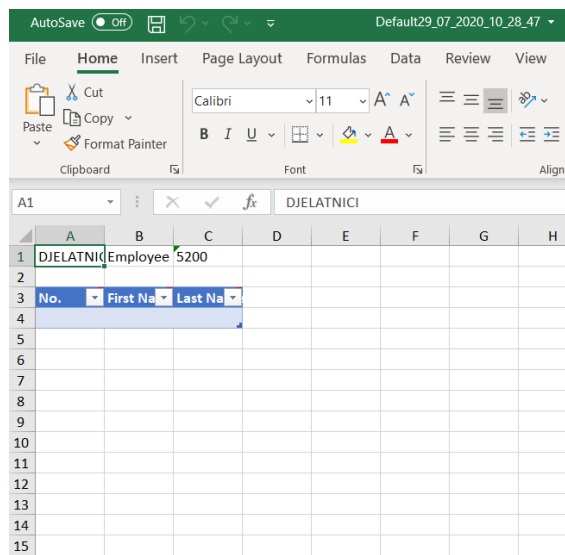 AutoSave Off Default29_07_2020_10_28_47
File Home Insert Page Layout Formulas Data Review View
Paste
Cut
Copy
Format Painter
Clipboard
Calibri 11 A A
B I U A
Font
Align
A1 fx DJELATNICI
A B C D E F G H
1 DJELATNIC Employee 5200
2
3 No. First Na Last Na
4
5
6
7
8
9
10
11
12
13
14
15